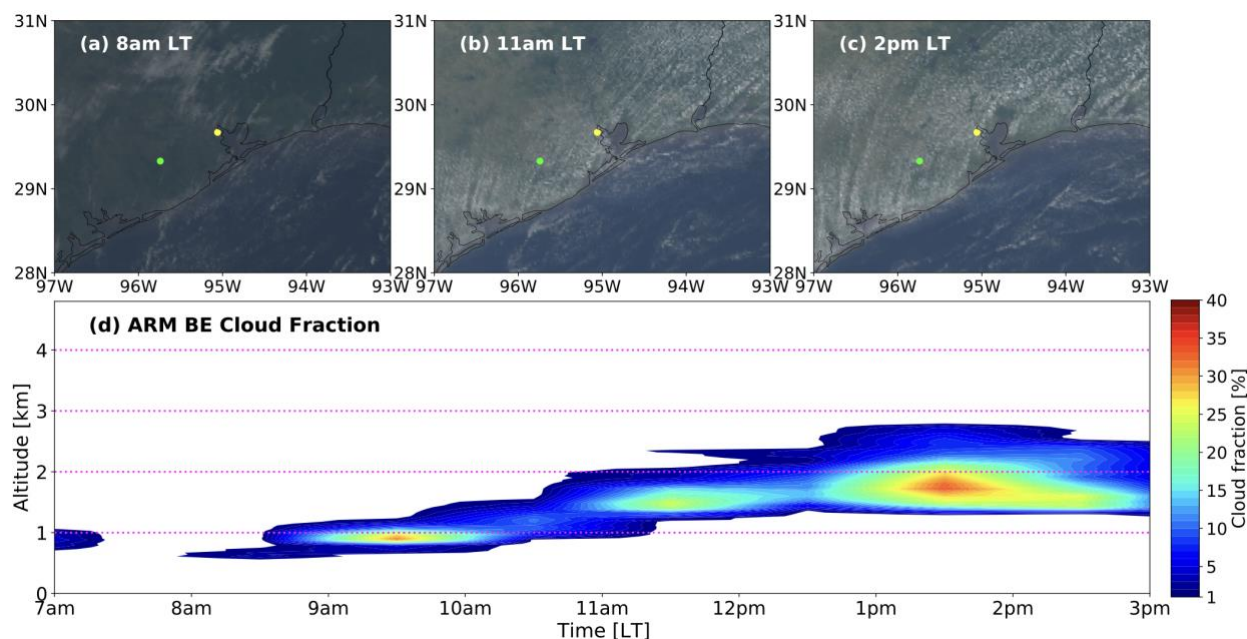 31N
(a) 8am LT
30N
29N
28N
97W 96W 95W 94W 93W
31N
(b) 11am LT
30N
29N
28N
97W 96W 95W 94W 93W
31N
(c) 2pm LT
30N
29N
28N
97W 96W 95W 94W 93W
(d) ARM BE Cloud Fraction
Altitude [km]
4
3
2
1
0
7am 8am 9am 10am 11am 12pm 1pm 2pm 3pm
Time [LT]
40
35
30
25
20
15
10
5
1
Cloud fraction [%]